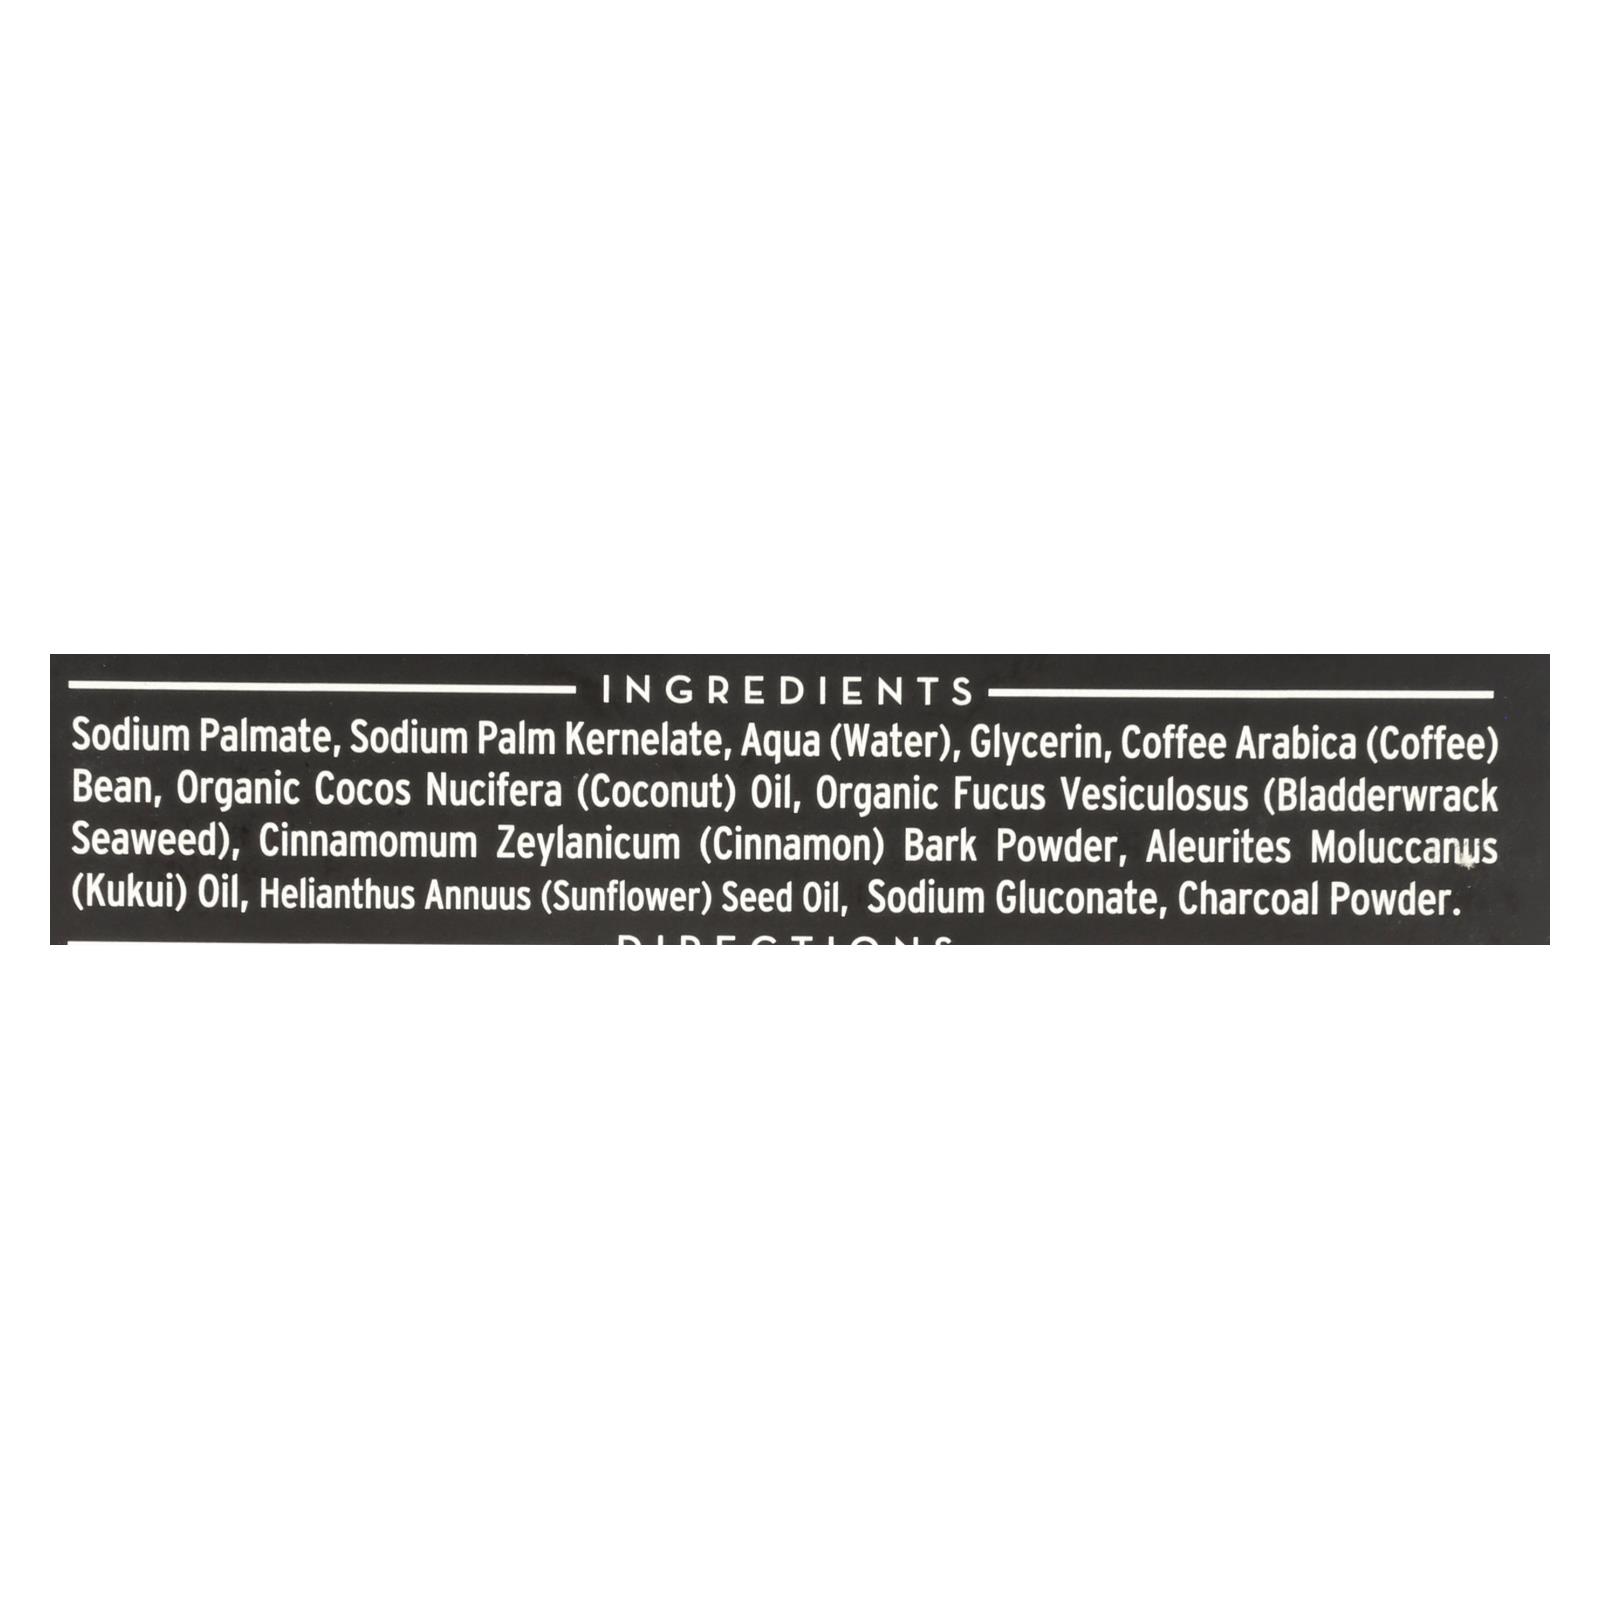 INGREDIENTS
Sodium Palmate, Sodium Palm Kernelate, Aqua (Water), Glycerin, Coffee Arabica (Coffee)
Bean, Organic Cocos Nucifera (Coconut) Oil, Organic Fucus Vesiculosus (Bladderwrack
Seaweed), Cinnamomum Zeylanicum (Cinnamon) Bark Powder, Aleurites Moluccanus
(Kukui) Oil, Helianthus Annuus (Sunflower) Seed Oil, Sodium Gluconate, Charcoal Powder.
DIRECTIONS